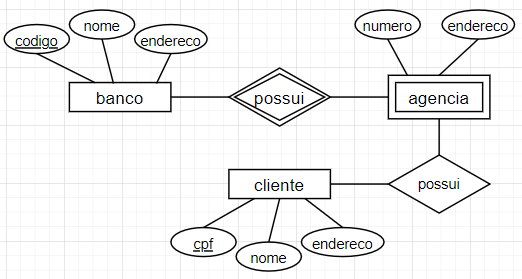 codigo
nome
endereco
numero
endereco
banco
possui
agencia
cliente
possui
cpf
nome
endereco